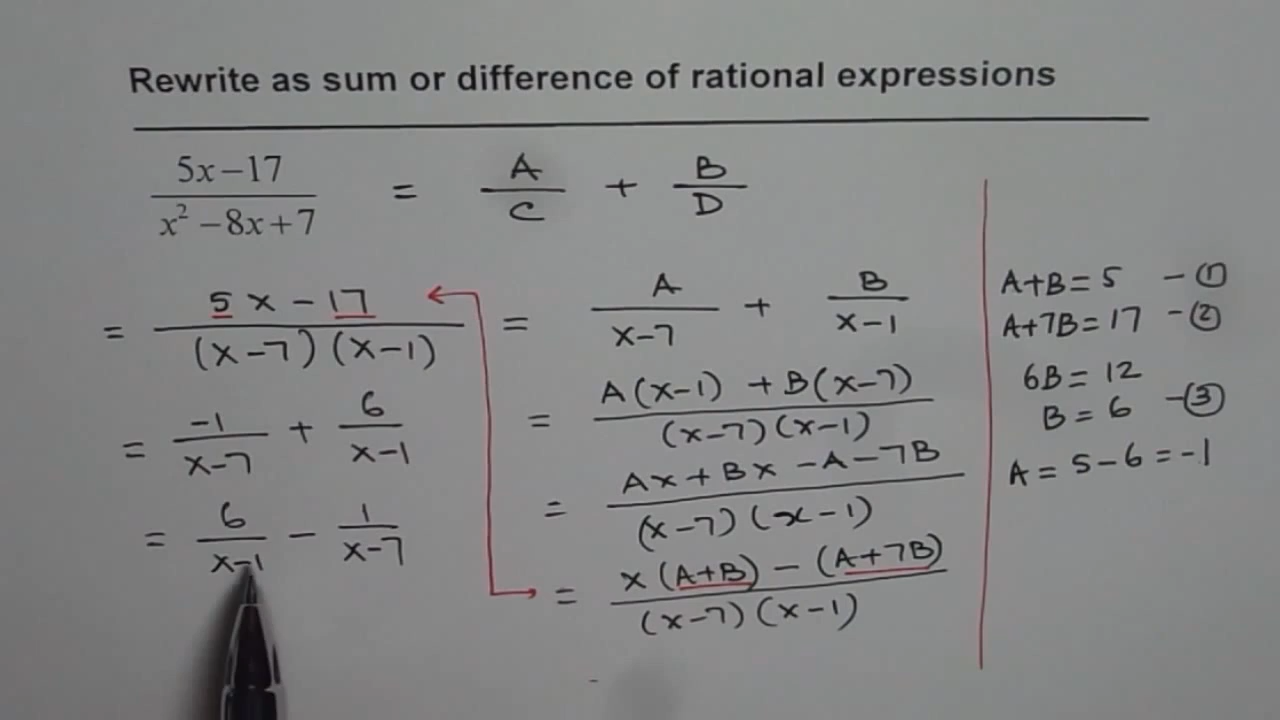 Rewrite as sum or difference of rational expressions
5x−17 / x² −8x+7 = A/C + B/D
= 5x − 17 / (x−7)(x−1) = A / x−7 + B / x−1
= A(x−1) + B(x−7) / (x−7)(x−1)
= −1 / x−7 + 6 / x−1
= Ax + Bx − A − 7B / (x−7)(x−1)
= 6 / x−1 − 1 / x−7
= x(A+B) − (A+7B) / (x−7)(x−1)
A+B = 5 − ①
A+7B = 17 − ②
6B = 12
B = 6 − ③
A = 5−6 = −1